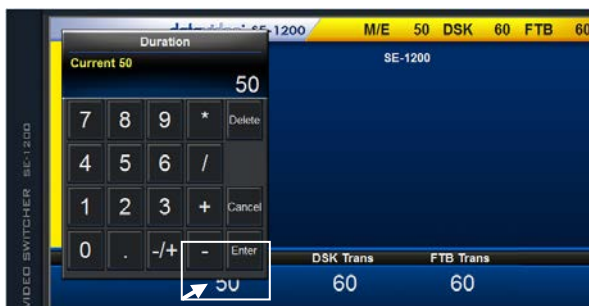 SE-1200 M/E 50 DSK 60 FTB 60
Duration
Current 50
50
SE-1200
7 8 9 * Delete
4 5 6 /
1 2 3 + Cancel
0 . -/+ - Enter
DSK Trans FTB Trans
50 60 60
VIDEO SWITCHER SE-1200